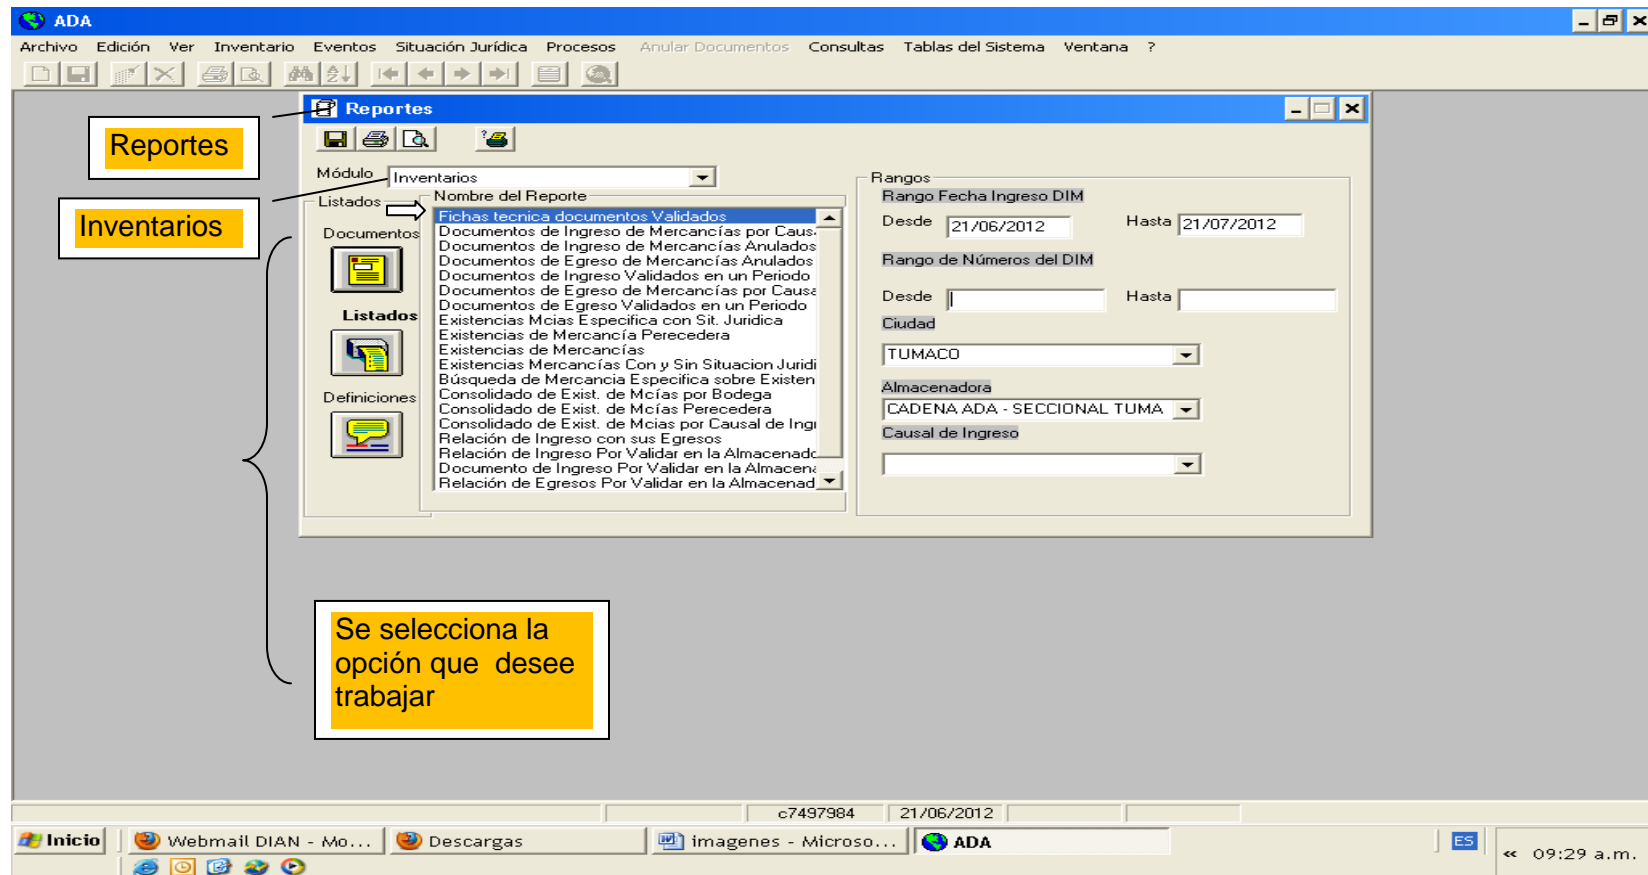 ADA
Archivo Edición Ver Inventario Eventos Situación Jurídica Procesos Anular Documentos Consultas Tablas del Sistema Ventana ?
Reportes
Reportes
Módulo Inventarios
Inventarios
Listados
Documentos
Listados
Definiciones
Nombre del Reporte
Fichas tecnica documentos Validados
Documentos de Ingreso de Mercancías por Caus
Documentos de Ingreso de Mercancías Anulados
Documentos de Egreso de Mercancías Anulados
Documentos de Ingreso Validados en un Periodo
Documentos de Egreso de Mercancías por Causa
Documentos de Egreso Validados en un Periodo
Existencias Mcias Especifica con Sit. Juridica
Existencias de Mercancía Perecedera
Existencias de Mercancías
Existencias Mercancías Con y Sin Situacion Juridi
Búsqueda de Mercancia Especifica sobre Existen
Consolidado de Exist. de Mcías por Bodega
Consolidado de Exist. de Mcías Perecedera
Consolidado de Exist. de Mcias por Causal de Ingr
Relación de Ingreso con sus Egresos
Relación de Ingreso Por Validar en la Almacenado
Documento de Ingreso Por Validar en la Almacena
Relación de Egresos Por Validar en la Almacenad
Rangos
Rango Fecha Ingreso DIM
Desde 21/06/2012 Hasta 21/07/2012
Rango de Números del DIM
Desde Hasta
Ciudad
TUMACO
Almacenadora
CADENA ADA - SECCIONAL TUMA
Causal de Ingreso
Se selecciona la
opción que desee
trabajar
c7497984 21/06/2012
Inicio Webmail DIAN - Mo... Descargas imagenes - Microso... ADA ES « 09:29 a.m.